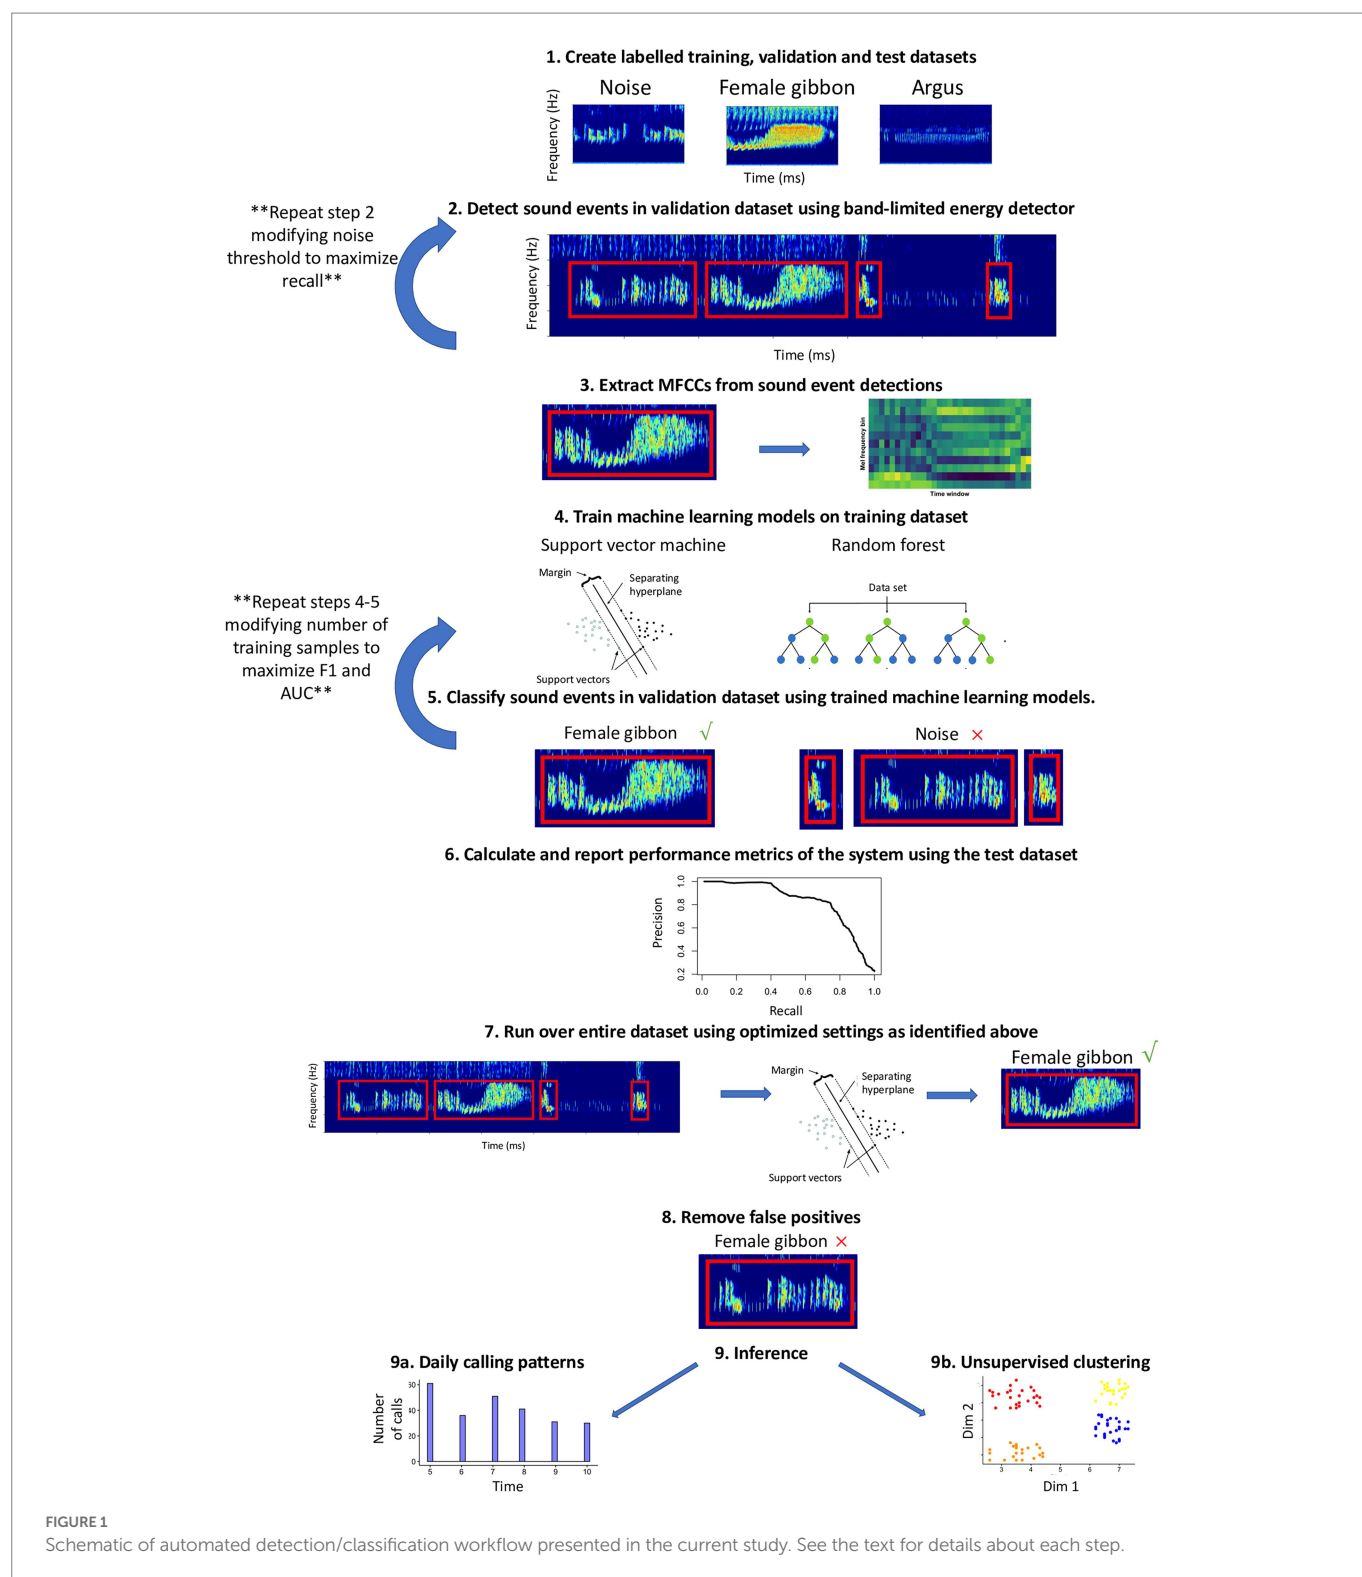 1. Create labelled training, validation and test datasets
Noise
Female gibbon
Argus
Frequency (Hz)
Time (ms)
**Repeat step 2
modifying noise
threshold to maximize
recall**
2. Detect sound events in validation dataset using band-limited energy detector
Frequency (Hz)
Time (ms)
3. Extract MFCCs from sound event detections
Mel frequency bin
Time window
4. Train machine learning models on training dataset
Support vector machine
Random forest
Margin
Separating
hyperplane
Support vectors
Data set
**Repeat steps 4-5
modifying number of
training samples to
maximize F1 and
AUC**
5. Classify sound events in validation dataset using trained machine learning models.
Female gibbon √
Noise ×
6. Calculate and report performance metrics of the system using the test dataset
Precision
1.0
0.8
0.6
0.4
0.2
0.0 0.2 0.4 0.6 0.8 1.0
Recall
7. Run over entire dataset using optimized settings as identified above
Frequency (Hz)
Time (ms)
Margin
Separating
hyperplane
Support vectors
Female gibbon √
8. Remove false positives
Female gibbon ×
9. Inference
9a. Daily calling patterns
Number
of calls
60
40
20
0
5 6 7 8 9 10
Time
9b. Unsupervised clustering
Dim 2
3 4 5 6 7
Dim 1
FIGURE 1
Schematic of automated detection/classification workflow presented in the current study. See the text for details about each step.